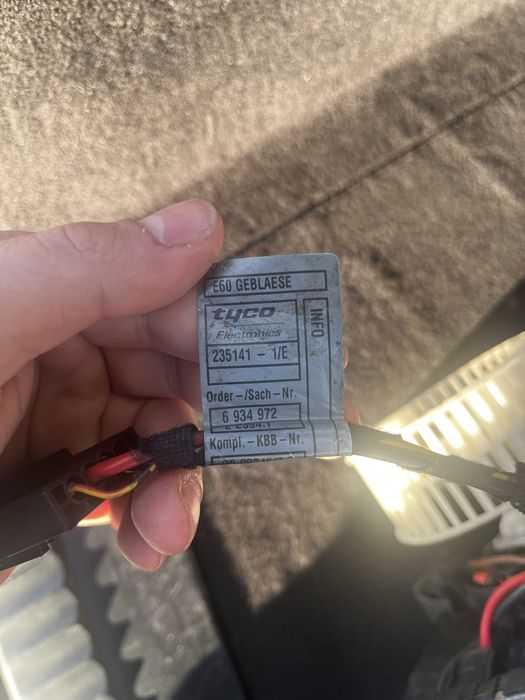 E60 GEBLAESE
tyco
Electronics
INFO
235141 - 1/E
Order-/Sach-Nr.
6 934 972
Kompl.-KBB-Nr.